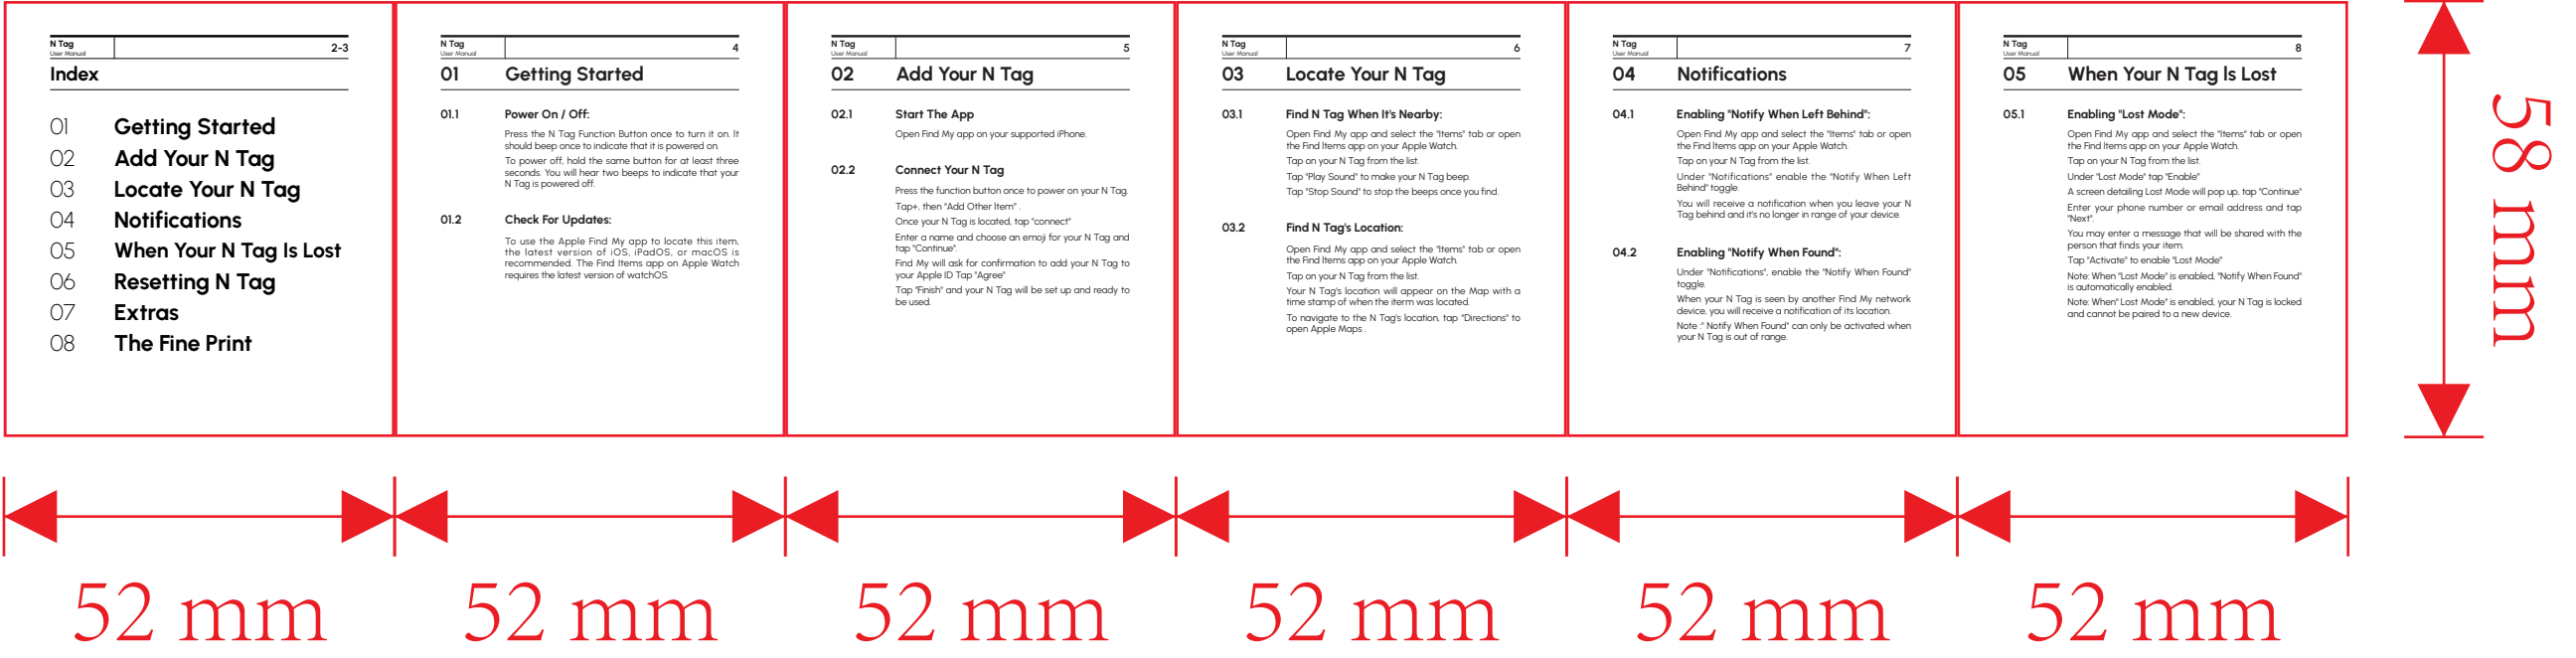 N Tag
User Manual
2-3
Index
01 Getting Started
02 Add Your N Tag
03 Locate Your N Tag
04 Notifications
05 When Your N Tag Is Lost
06 Resetting N Tag
07 Extras
08 The Fine Print
N Tag
User Manual
4
01 Getting Started
01.1 Power On / Off:
Press the N Tag Function Button once to turn it on. It
should beep once to indicate that it is powered on.
To power off, hold the same button for at least three
seconds. You will hear two beeps to indicate that your
N Tag is powered off.
01.2 Check For Updates:
To use the Apple Find My app to locate this item,
the latest version of iOS, iPadOS, or macOS is
recommended. The Find Items app on Apple Watch
requires the latest version of watchOS.
N Tag
User Manual
5
02 Add Your N Tag
02.1 Start The App
Open Find My app on your supported iPhone.
02.2 Connect Your N Tag
Press the function button once to power on your N Tag.
Tap+, then "Add Other Item" .
Once your N Tag is located, tap "connect"
Enter a name and choose an emoji for your N Tag and
tap "Continue".
Find My will ask for confirmation to add your N Tag to
your Apple ID Tap "Agree"
Tap "Finish" and your N Tag will be set up and ready to
be used.
N Tag
User Manual
6
03 Locate Your N Tag
03.1 Find N Tag When It's Nearby:
Open Find My app and select the "Items" tab or open
the Find Items app on your Apple Watch.
Tap on your N Tag from the list.
Tap "Play Sound" to make your N Tag beep.
Tap "Stop Sound" to stop the beeps once you find.
03.2 Find N Tag's Location:
Open Find My app and select the "Items" tab or open
the Find Items app on your Apple Watch.
Tap on your N Tag from the list.
Your N Tag's location will appear on the Map with a
time stamp of when the iterm was located.
To navigate to the N Tag's location, tap "Directions" to
open Apple Maps .
N Tag
User Manual
7
04 Notifications
04.1 Enabling "Notify When Left Behind":
Open Find My app and select the "Items" tab or open
the Find Items app on your Apple Watch.
Tap on your N Tag from the list.
Under "Notifications" enable the "Notify When Left
Behind" toggle.
You will receive a notification when you leave your N
Tag behind and it's no longer in range of your device.
04.2 Enabling "Notify When Found":
Under "Notifications", enable the "Notify When Found"
toggle.
When your N Tag is seen by another Find My network
device, you will receive a notification of its location.
Note :" Notify When Found" can only be activated when
your N Tag is out of range.
N Tag
User Manual
8
05 When Your N Tag ls Lost
05.1 Enabling "Lost Mode":
Open Find My app and select the "Items" tab or open
the Find Items app on your Apple Watch.
Tap on your N Tag from the list.
Under "Lost Mode" tap "Enable"
A screen detailing Lost Mode will pop up, tap "Continue"
Enter your phone number or email address and tap
"Next".
You may enter a message that will be shared with the
person that finds your item.
Tap "Activate" to enable "Lost Mode"
Note: When "Lost Mode" is enabled, "Notify When Found"
is automatically enabled.
Note: When" Lost Mode" is enabled, your N Tag is locked
and cannot be paired to a new device.
58 mm
52 mm
52 mm
52 mm
52 mm
52 mm
52 mm